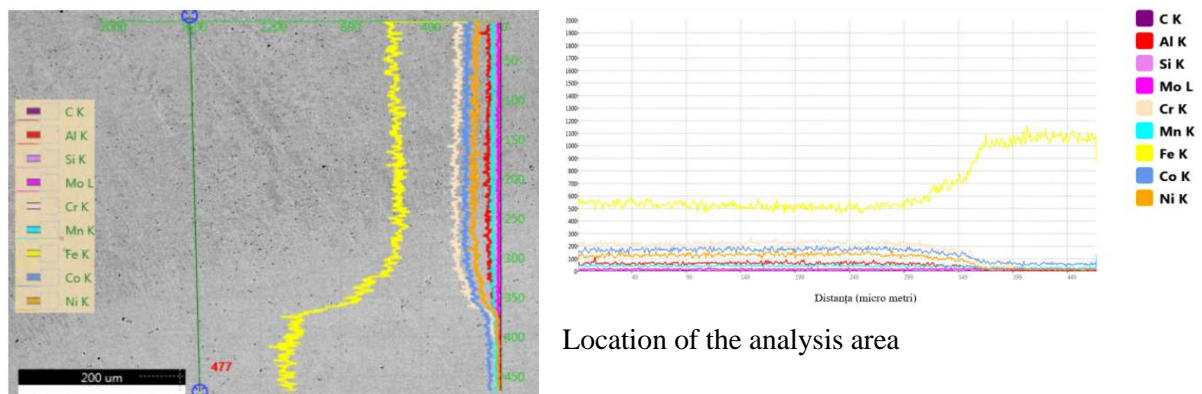 400
0
50
100
150
200
250
300
350
400
450
C K
Al K
Si K
Mo L
Cr K
Mn K
Fe K
Co K
Ni K
477
200 um
2000
1900
1800
1700
1600
1500
1400
1300
1200
1100
1000
900
800
700
600
500
400
300
200
100
0
Distanța (micro metri)
C K
Al K
Si K
Mo L
Cr K
Mn K
Fe K
Co K
Ni K
Location of the analysis area